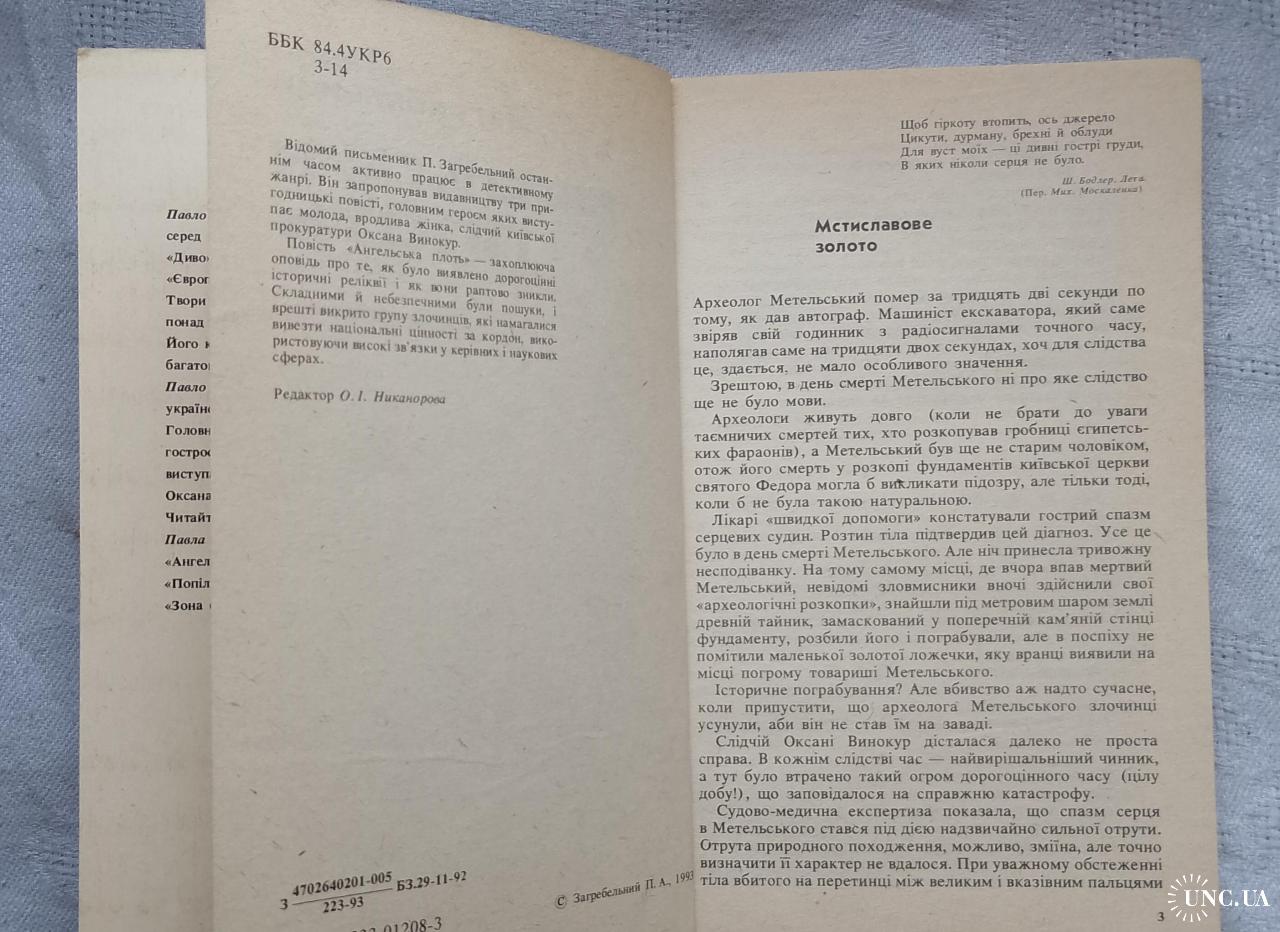 Павло
серед
«Диво
«Європ
Твори
понад
Його
багато
Павло
україн
Головн
гострос
виступ
Оксана
Читайт
Павла
«Ангел
«Попіл
«Зона
ББК 84.4УКР6
З-14
Відомий письменник П. Загребельний остан-
нім часом активно працює в детективному
жанрі. Він запропонував видавництву три при-
годницькі повісті, головним героєм яких висту-
пає молода, вродлива жінка, слідчий київської
прокуратури Оксана Винокур.
Повість «Ангельська плоть» — захоплююча
оповідь про те, як було виявлено дорогоцінні
історичні реліквії і як вони раптово зникли.
Складними й небезпечними були пошуки, і
врешті викрито групу злочинців, які намагалися
вивезти національні цінності за кордон, вико-
ристовуючи високі зв'язки у керівних і наукових
сферах.
Редактор О. І. Никанорова
З 4702640201-005
223-93
БЗ.29-11-92
01208-3
© Загребельний П. А., 1993
Щоб гіркоту втопить, ось джерело
Цикути, дурману, брехні й облуди
Для вуст моїх — ці дивні гострі груди,
В яких ніколи серця не було.
Ш. Бодлер. Лета.
(Пер. Мих. Москаленка)
Мстиславове
золото
Археолог Метельський помер за тридцять дві секунди по
тому, як дав автограф. Машиніст екскаватора, який саме
звіряв свій годинник з радіосигналами точного часу,
наполягав саме на тридцяти двох секундах, хоч для слідства
це, здається, не мало особливого значення.
Зрештою, в день смерті Метельського ні про яке слідство
ще не було мови.
Археологи живуть довго (коли не брати до уваги
таємничих смертей тих, хто розкопував гробниці єгипетсь-
ких фараонів), а Метельський був ще не старим чоловіком,
отож його смерть у розкопі фундаментів київської церкви
святого Федора могла б викликати підозру, але тільки тоді,
коли б не була такою натуральною.
Лікарі «швидкої допомоги» констатували гострий спазм
серцевих судин. Розтин тіла підтвердив цей діагноз. Усе це
було в день смерті Метельського. Але ніч принесла тривожну
несподіванку. На тому самому місці, де вчора впав мертвий
Метельський, невідомі зловмисники вночі здійснили свої
«археологічні розкопки», знайшли під метровим шаром землі
древній тайник, замаскований у поперечній кам'яній стінці
фундаменту, розбили його і пограбували, але в поспіху не
помітили маленької золотої ложечки, яку вранці виявили на
місці погрому товариші Метельського.
Історичне пограбування? Але вбивство аж надто сучасне,
коли припустити, що археолога Метельського злочинці
усунули, аби він не став їм на заваді.
Слідчій Оксані Винокур дісталася далеко не проста
справа. В кожнім слідстві час — найвирішальніший чинник,
а тут було втрачено такий огром дорогоцінного часу (цілу
добу!), що заповідалося на справжню катастрофу.
Судово-медична експертиза показала, що спазм серця
в Метельського стався під дією надзвичайно сильної отрути.
Отрута природного походження, можливо, зміїна, але точно
визначити її характер не вдалося. При уважному обстеженні
тіла вбитого на перетинці між великим і вказівним пальцями
3
UNC.UA